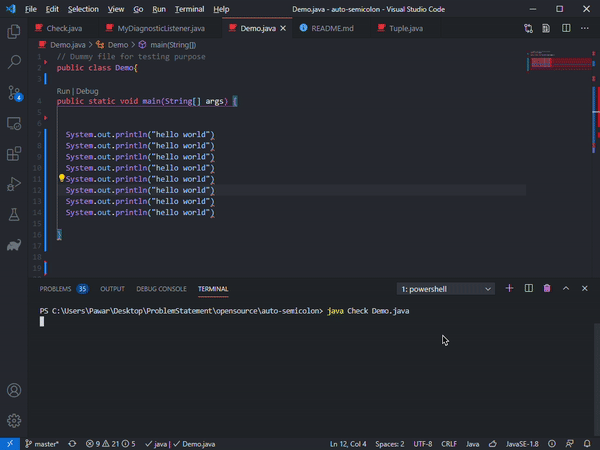 File Edit Selection View Go Run Terminal Help Demo.java - auto-semicolon - Visual Studio Code
Check.java MyDiagnosticListener.java Demo.java README.md Tuple.java
Demo.java > Demo > main(String[])
1 // Dummy file for testing purpose
2 public class Demo{
3
Run | Debug
4 public static void main(String[] args) {
5
6
7 System.out.println("hello world")
8 System.out.println("hello world")
9 System.out.println("hello world")
10 System.out.println("hello world")
11 System.out.println("hello world")
12 System.out.println("hello world")
13 System.out.println("hello world")
14 System.out.println("hello world")
15
16 }
17
18
19
PROBLEMS 35 OUTPUT DEBUG CONSOLE TERMINAL 1: powershell
PS C:\Users\Pawar\Desktop\ProblemStatement\opensource\auto-semicolon> java Check Demo.java
4
master* 9 21 5 java | Demo.java Ln 12, Col 4 Spaces: 2 UTF-8 CRLF Java JavaSE-1.8